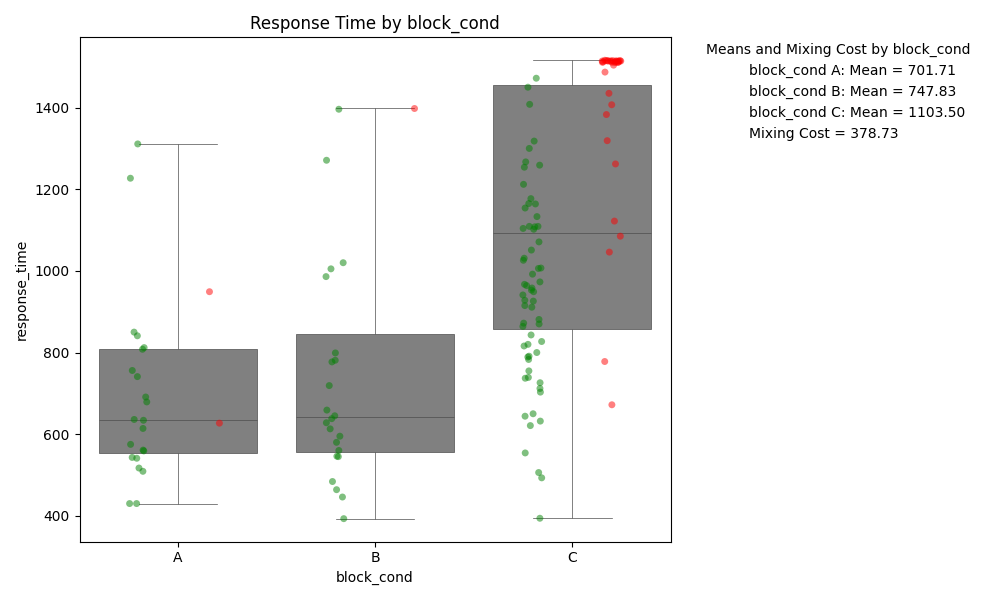 Response Time by block_cond
Means and Mixing Cost by block_cond
block_cond A: Mean = 701.71
block_cond B: Mean = 747.83
block_cond C: Mean = 1103.50
Mixing Cost = 378.73
response_time
1400
1200
1000
800
600
400
A
B
C
block_cond